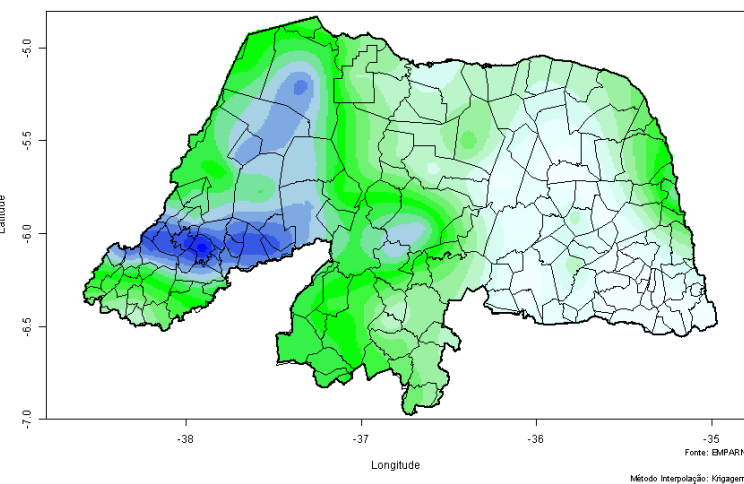 -5.0
-5.5
-6.0
-6.5
-7.0
Latitude
-38
-37
-36
-35
Longitude
Fonte: EMPARN
Método Interpolação: Krigagem